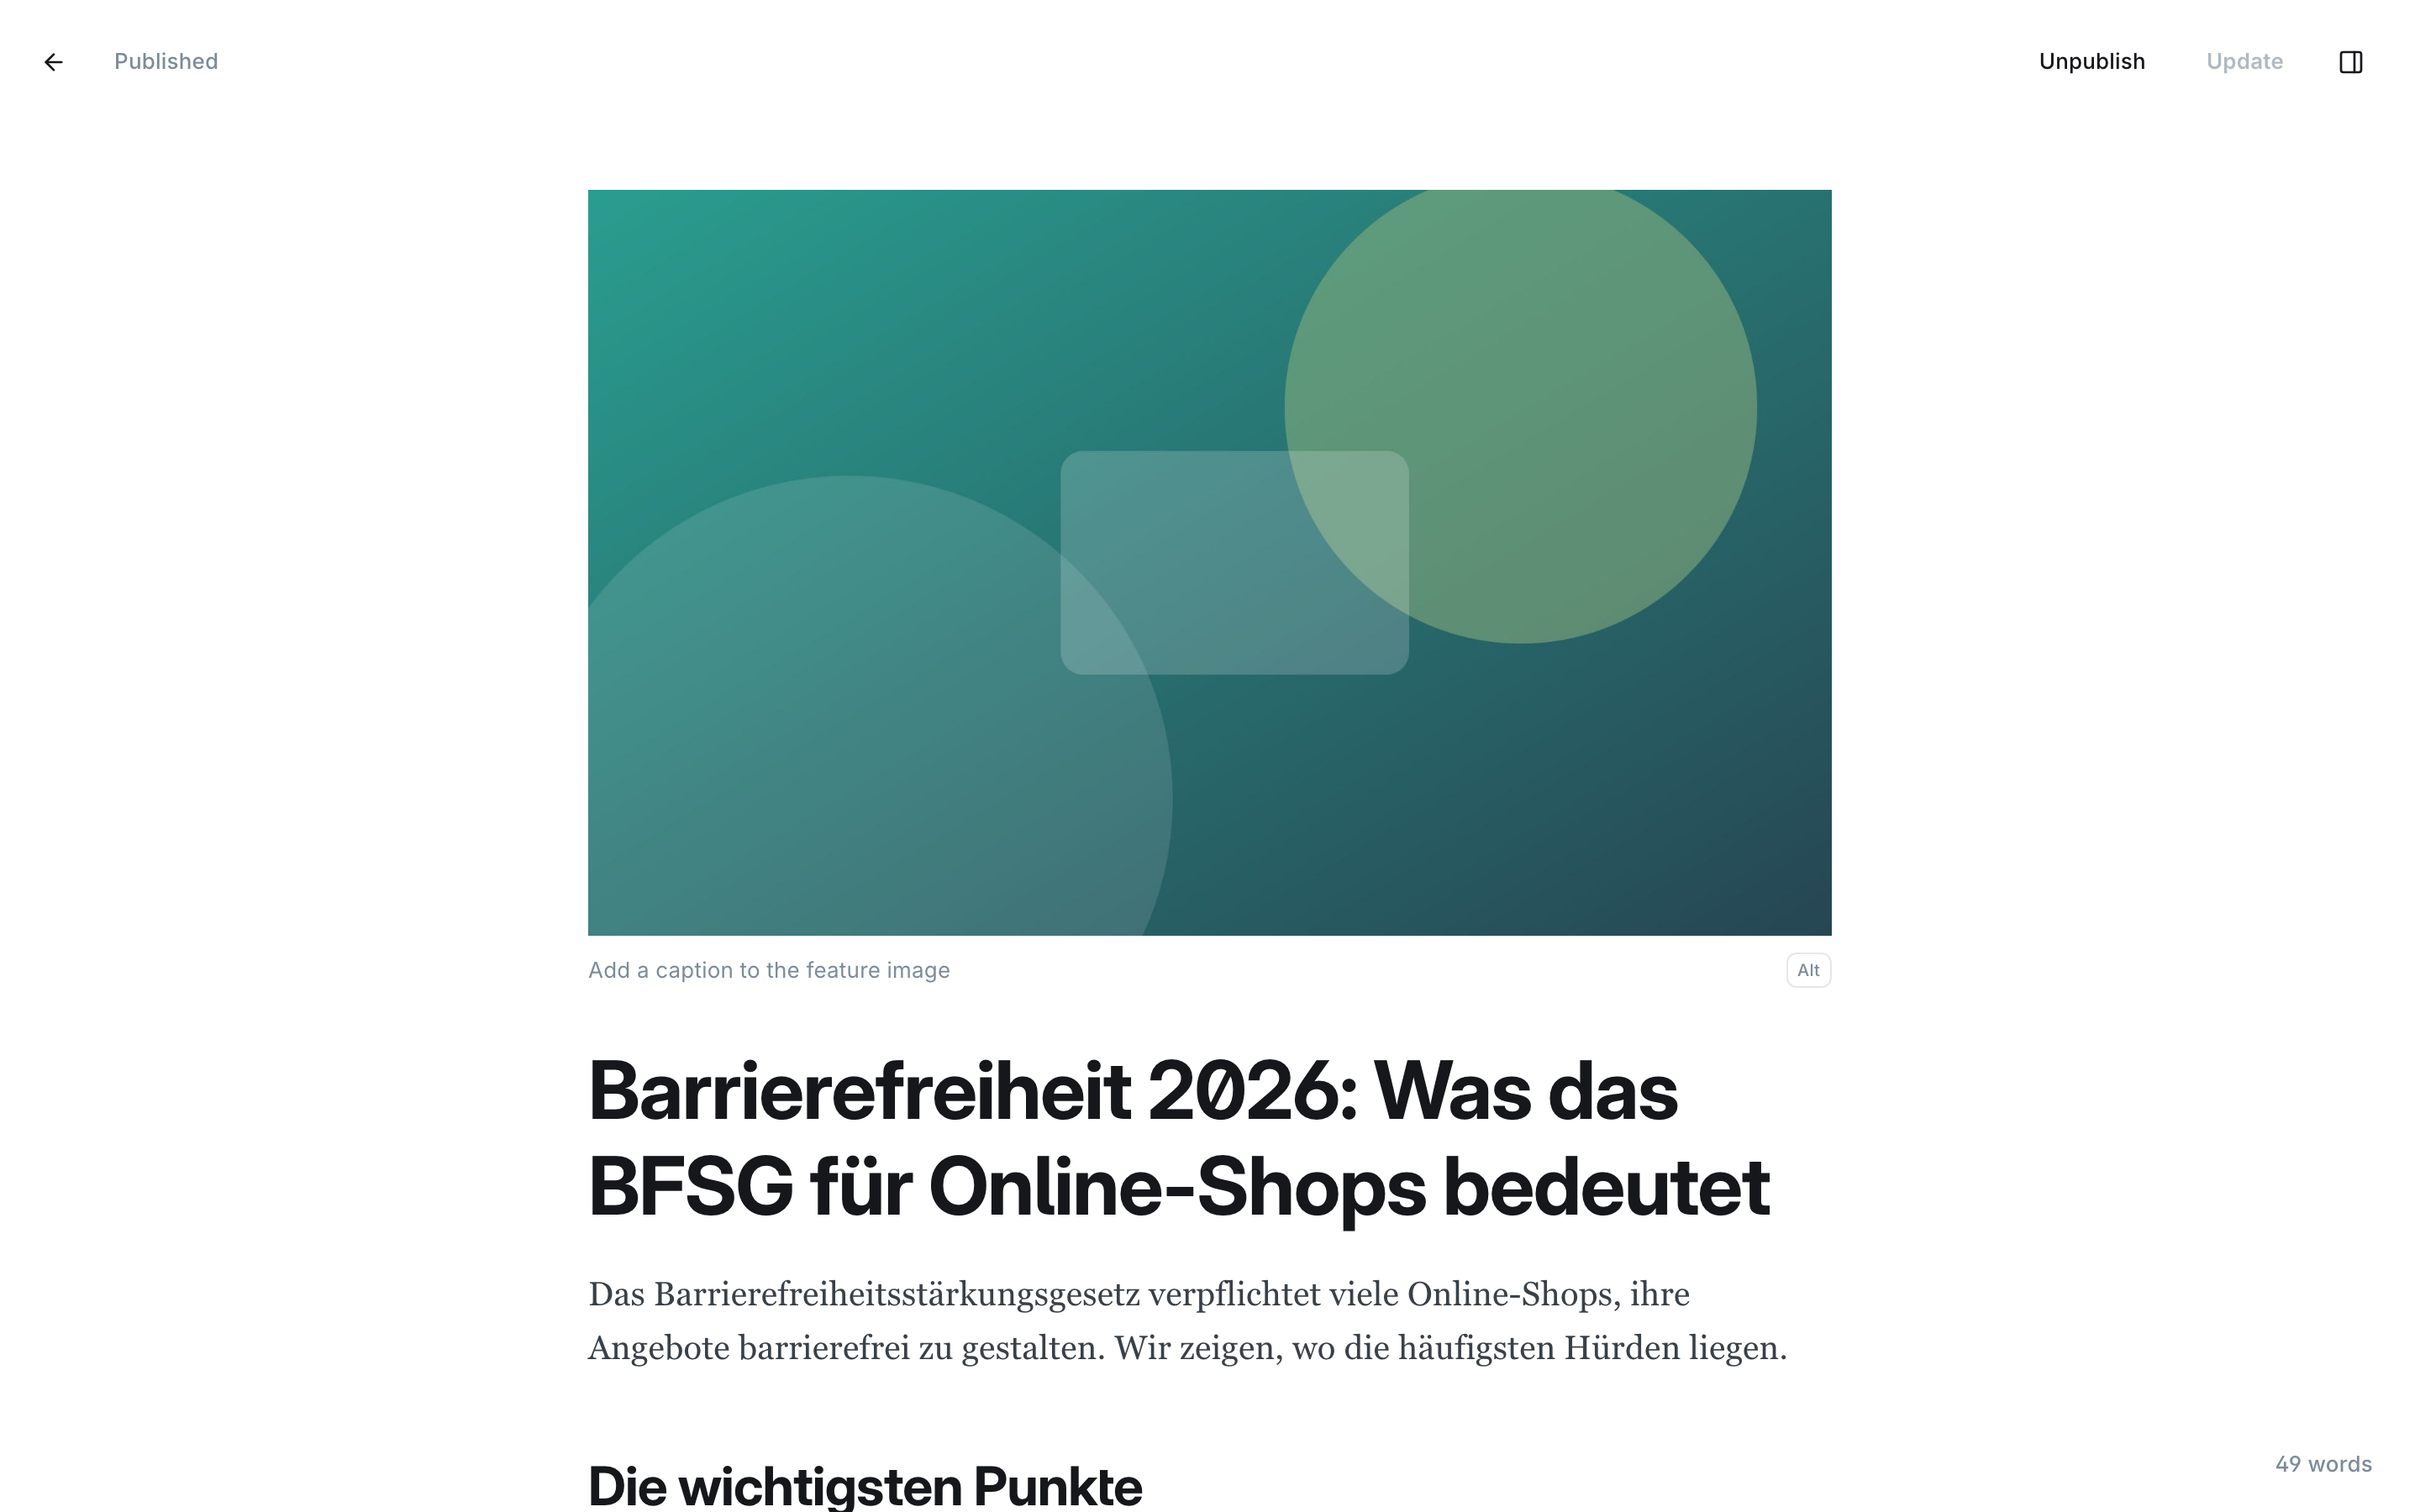 Published
Unpublish
Update
Add a caption to the feature image
Alt
Barrierefreiheit 2026: Was das
BFSG für Online-Shops bedeutet
Das Barrierefreiheitsstärkungsgesetz verpflichtet viele Online-Shops, ihre
Angebote barrierefrei zu gestalten. Wir zeigen, wo die häufigsten Hürden liegen.
Die wichtigsten Punkte
49 words